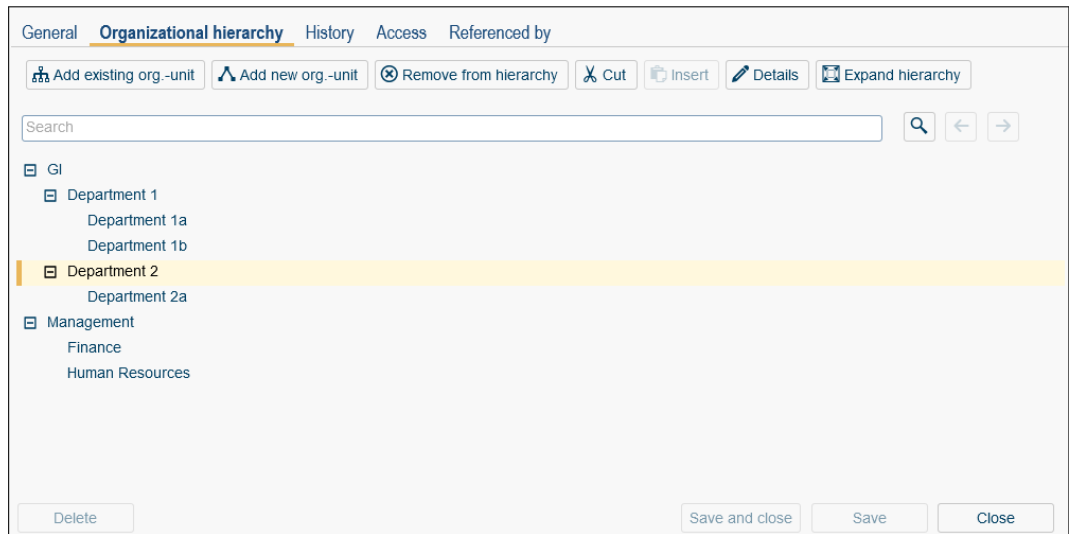 General Organizational hierarchy History Access Referenced by
Add existing org.-unit Add new org.-unit Remove from hierarchy Cut Insert Details Expand hierarchy
Search
GI
Department 1
Department 1a
Department 1b
Department 2
Department 2a
Management
Finance
Human Resources
Delete Save and close Save Close